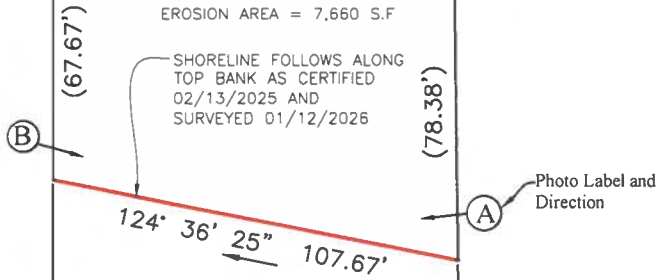 EROSION AREA = 7,660 S.F
(67.67')
SHORELINE FOLLOWS ALONG
TOP BANK AS CERTIFIED
02/13/2025 AND
SURVEYED 01/12/2026
(78.38')
B
Photo Label and
Direction
A
124° 36' 25" 107.67'